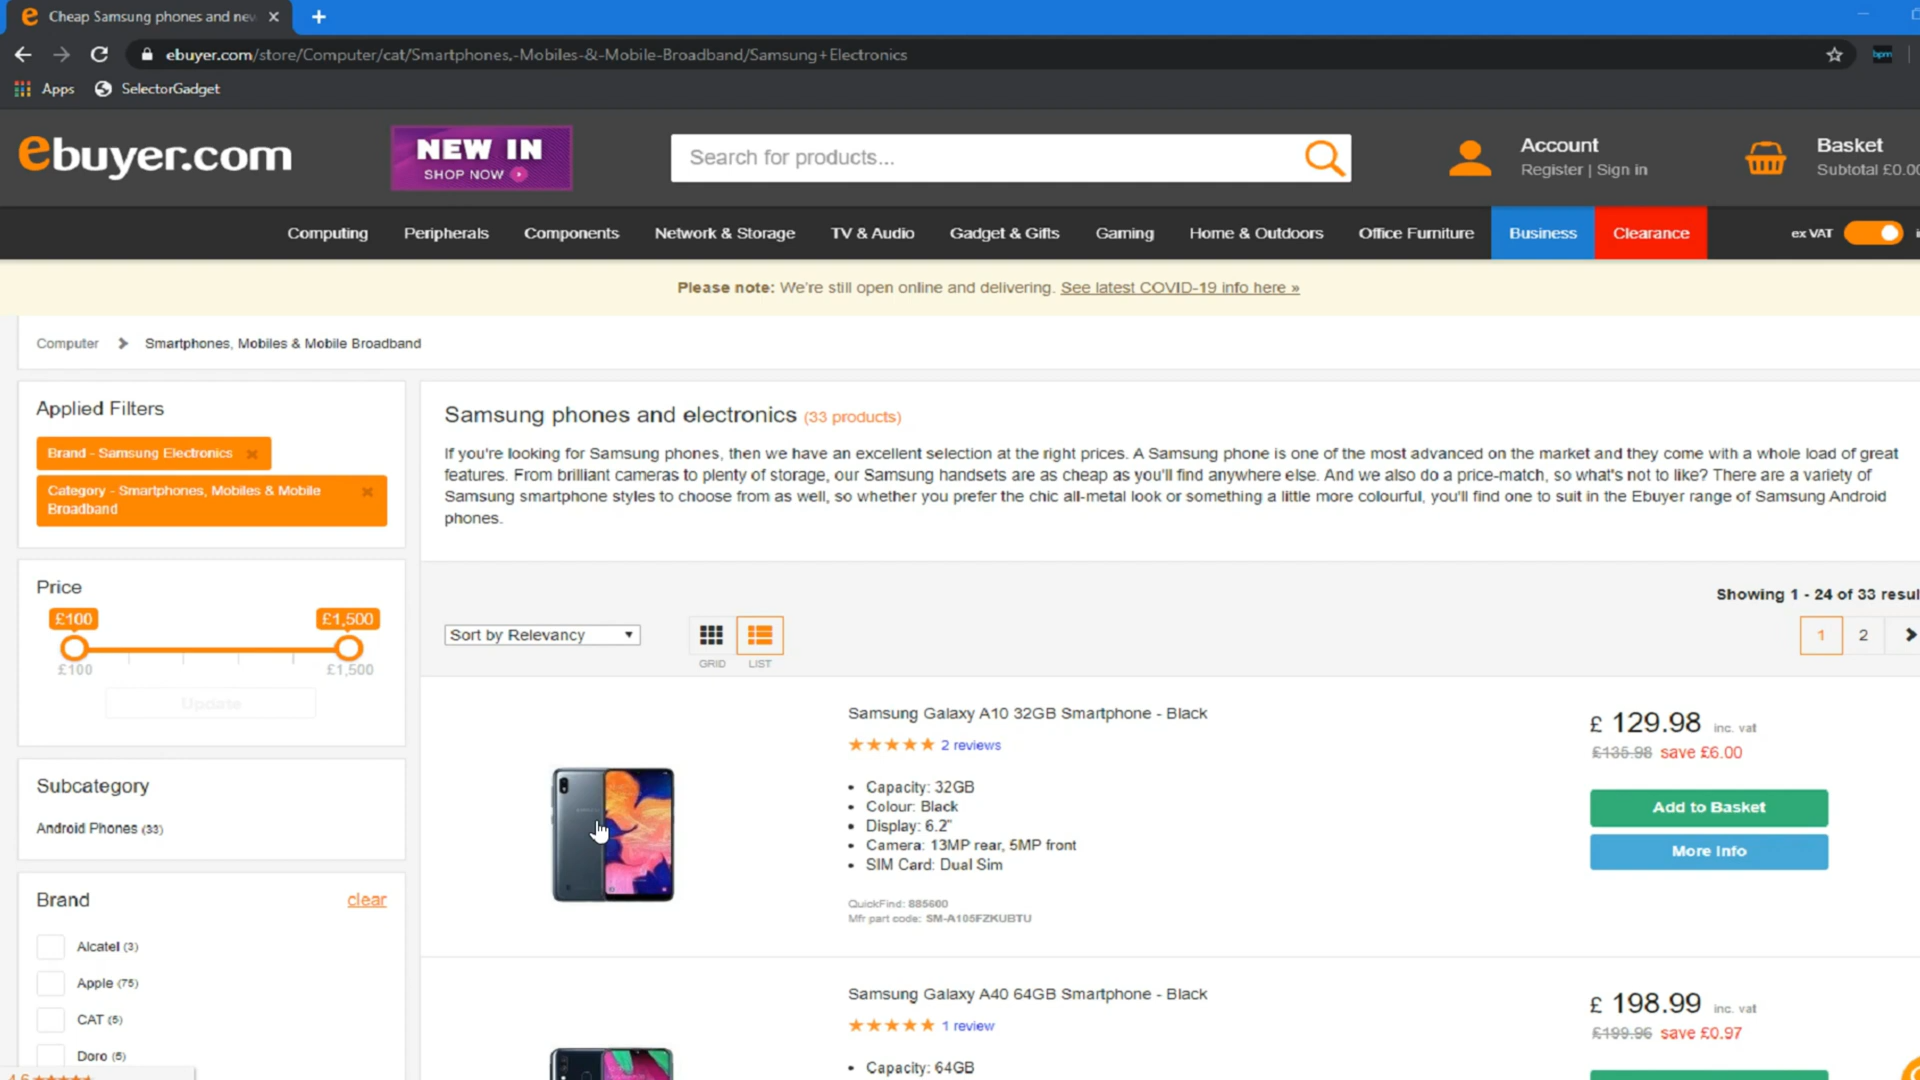 Cheap Samsung phones and new
ebuyer.com/store/Computer/cat/Smartphones,-Mobiles-&-Mobile-Broadband/Samsung+Electronics
bpm
Apps
SelectorGadget
ebuyer.com
NEW IN
SHOP NOW
Search for products...
Account
Register | Sign in
Basket
Subtotal £0.00
Computing
Peripherals
Components
Network & Storage
TV & Audio
Gadget & Gifts
Gaming
Home & Outdoors
Office Furniture
Business
Clearance
ex VAT
Please note: We're still open online and delivering. See latest COVID-19 info here »
Computer
Smartphones, Mobiles & Mobile Broadband
Applied Filters
Brand - Samsung Electronics
Category - Smartphones, Mobiles & Mobile
Broadband
Price
£100
£1,500
£100
£1,500
Update
Subcategory
Android Phones (33)
Brand
clear
Alcatel (3)
Apple (75)
CAT (5)
Doro (5)
4.6
Samsung phones and electronics (33 products)
If you're looking for Samsung phones, then we have an excellent selection at the right prices. A Samsung phone is one of the most advanced on the market and they come with a whole load of great
features. From brilliant cameras to plenty of storage, our Samsung handsets are as cheap as you'll find anywhere else. And we also do a price-match, so what's not to like? There are a variety of
Samsung smartphone styles to choose from as well, so whether you prefer the chic all-metal look or something a little more colourful, you'll find one to suit in the Ebuyer range of Samsung Android
phones.
Showing 1 - 24 of 33 resul
Sort by Relevancy
GRID
LIST
1
2
Samsung Galaxy A10 32GB Smartphone - Black
2 reviews
• Capacity: 32GB
• Colour: Black
• Display: 6.2"
• Camera: 13MP rear, 5MP front
• SIM Card: Dual Sim
QuickFind: 885600
Mfr part code: SM-A105FZKUBTU
£ 129.98 inc. vat
£135.98 save £6.00
Add to Basket
More Info
Samsung Galaxy A40 64GB Smartphone - Black
1 review
• Capacity: 64GB
£ 198.99 inc. vat
£199.96 save £0.97